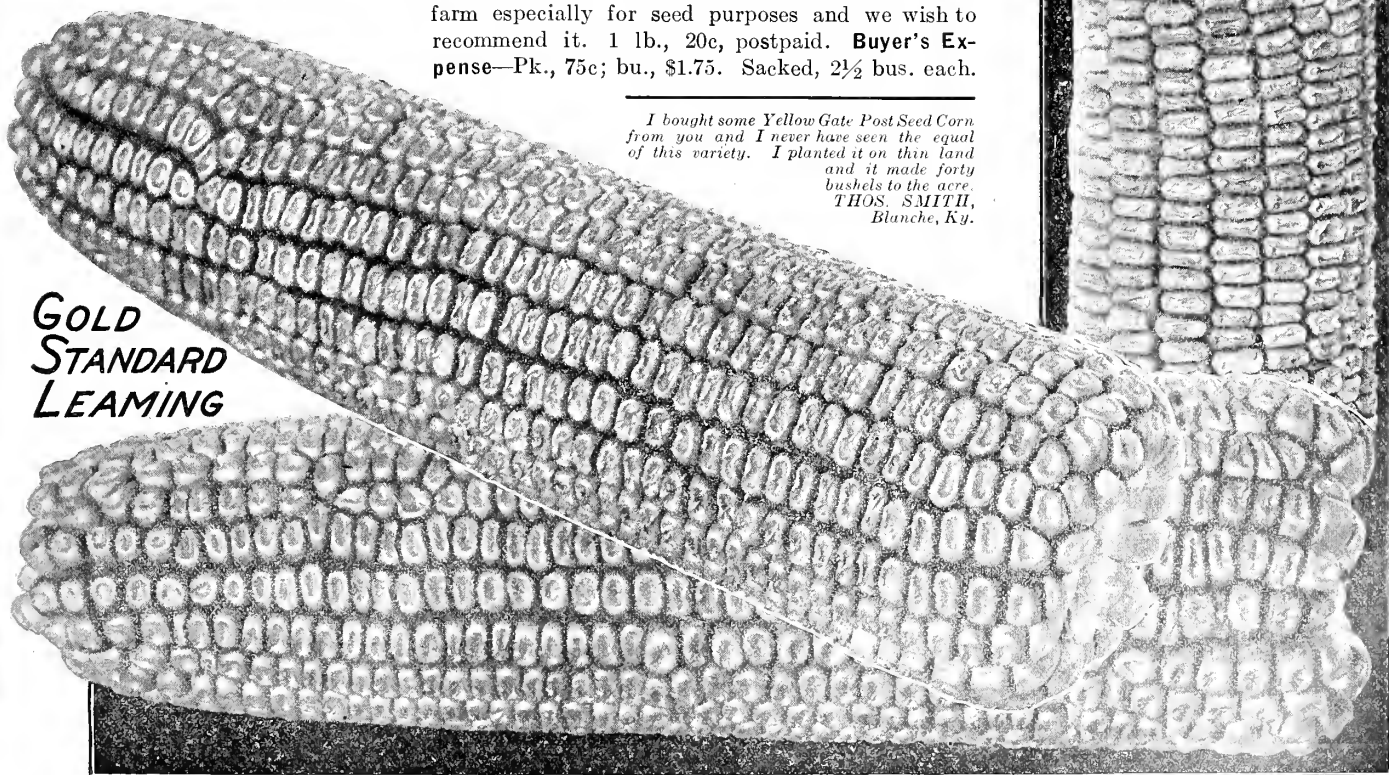 farm especially for seed purposes and we wish to
recommend it. 1 lb., 20c, postpaid. Buyer's Ex-
pense—Pk., 75c; bu., $1.75. Sacked, 2½ bus. each.
I bought some Yellow Gate Post Seed Corn
from you and I never have seen the equal
of this variety. I planted it on thin land
and it made forty
bushels to the acre.
THOS. SMITH,
Blanche, Ky.
GOLD
STANDARD
LEAMING